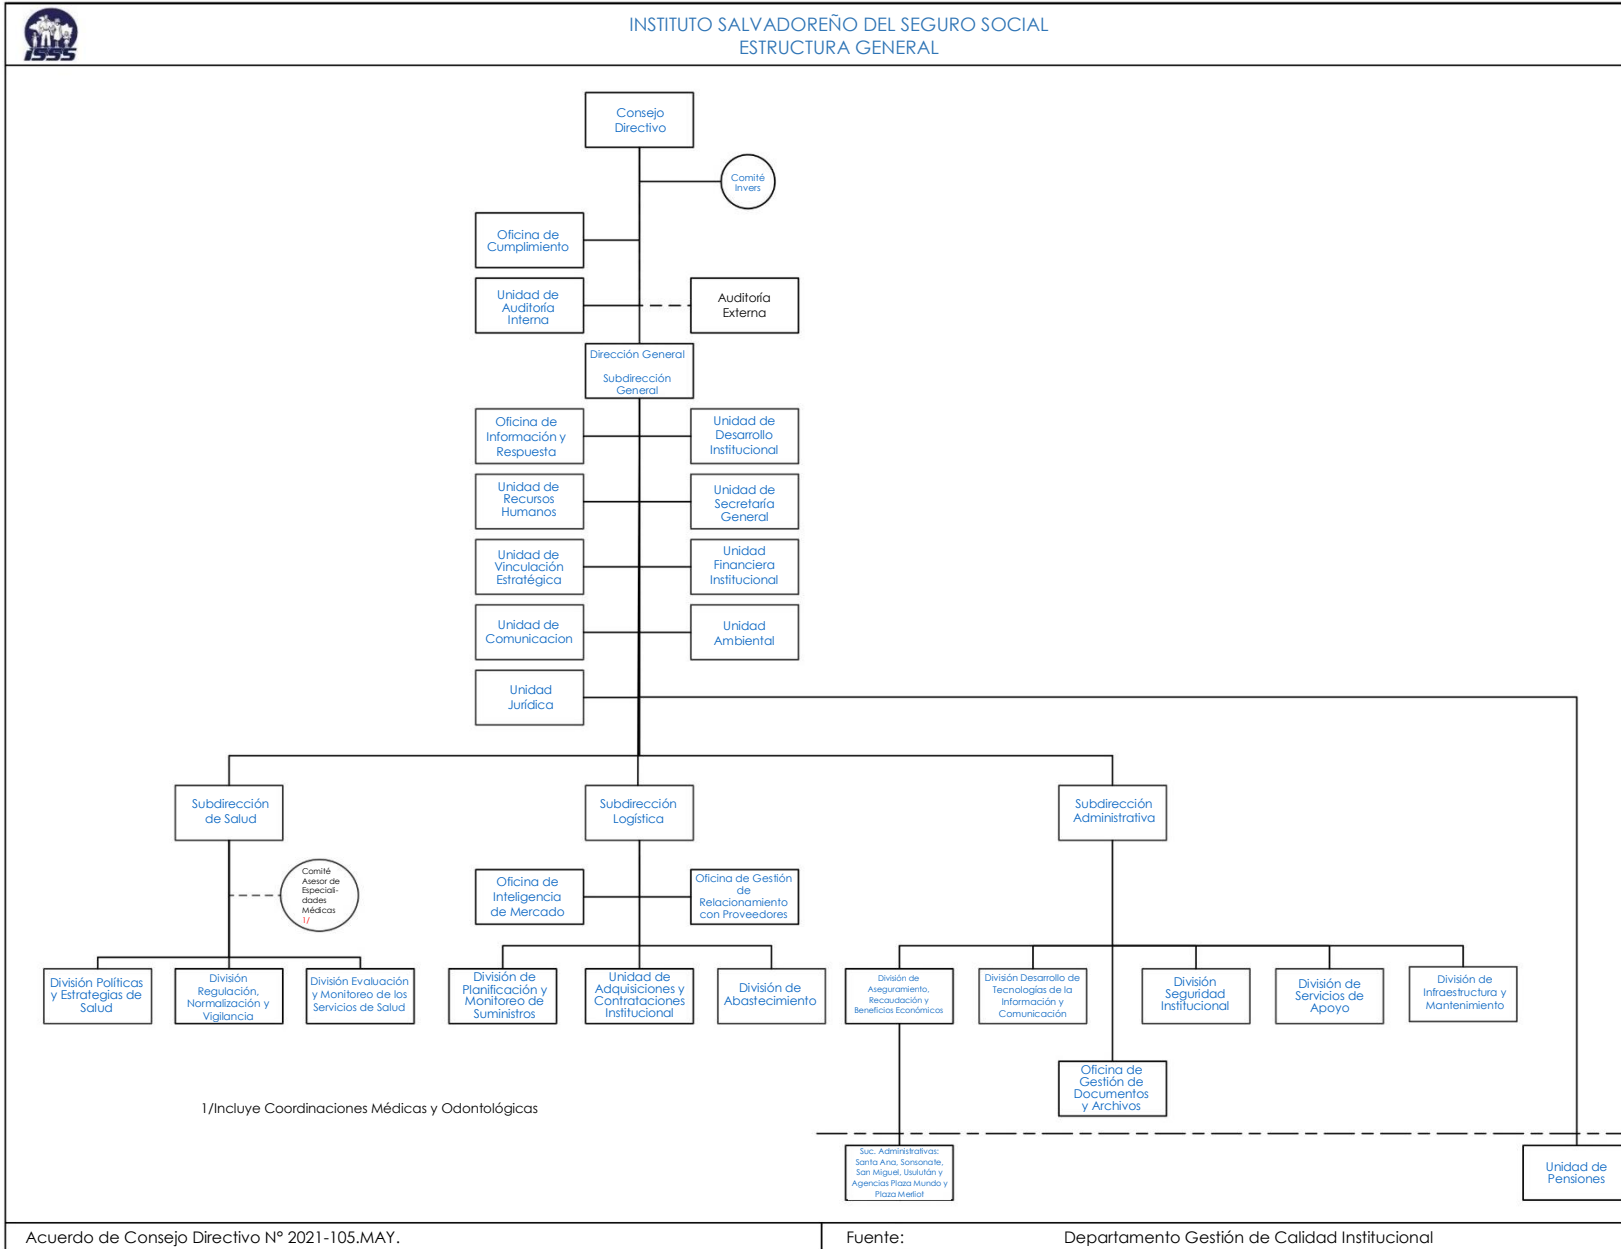 ISSS
INSTITUTO SALVADOREÑO DEL SEGURO SOCIAL
ESTRUCTURA GENERAL
Consejo
Directivo
Comité
Invers
Oficina de
Cumplimiento
Unidad de
Auditoría
Interna
Auditoría
Externa
Dirección General
Subdirección
General
Oficina de
Información y
Respuesta
Unidad de
Desarrollo
Institucional
Unidad de
Recursos
Humanos
Unidad de
Secretaría
General
Unidad de
Vinculación
Estratégica
Unidad
Financiera
Institucional
Unidad de
Comunicacion
Unidad
Ambiental
Unidad
Jurídica
Subdirección
de Salud
Subdirección
Logística
Subdirección
Administrativa
Comité
Asesor de
Especiali-
dades
Médicas
1/
Oficina de
Inteligencia
de Mercado
Oficina de Gestión
de
Relacionamiento
con Proveedores
División Políticas
y Estrategias de
Salud
División
Regulación,
Normalización y
Vigilancia
División Evaluación
y Monitoreo de los
Servicios de Salud
División de
Planificación y
Monitoreo de
Suministros
Unidad de
Adquisiciones y
Contrataciones
Institucional
División de
Abastecimiento
División de
Aseguramiento,
Recaudación y
Beneficios Económicos
División Desarrollo de
Tecnologías de la
Información y
Comunicación
División
Seguridad
Institucional
División de
Servicios de
Apoyo
División de
Infraestructura y
Mantenimiento
Oficina de
Gestión de
Documentos
y Archivos
1/Incluye Coordinaciones Médicas y Odontológicas
Suc. Administrativas:
Santa Ana, Sonsonate,
San Miguel, Usulután y
Agencias Plaza Mundo y
Plaza Merliot
Unidad de
Pensiones
Acuerdo de Consejo Directivo N° 2021-105.MAY.
Fuente: Departamento Gestión de Calidad Institucional